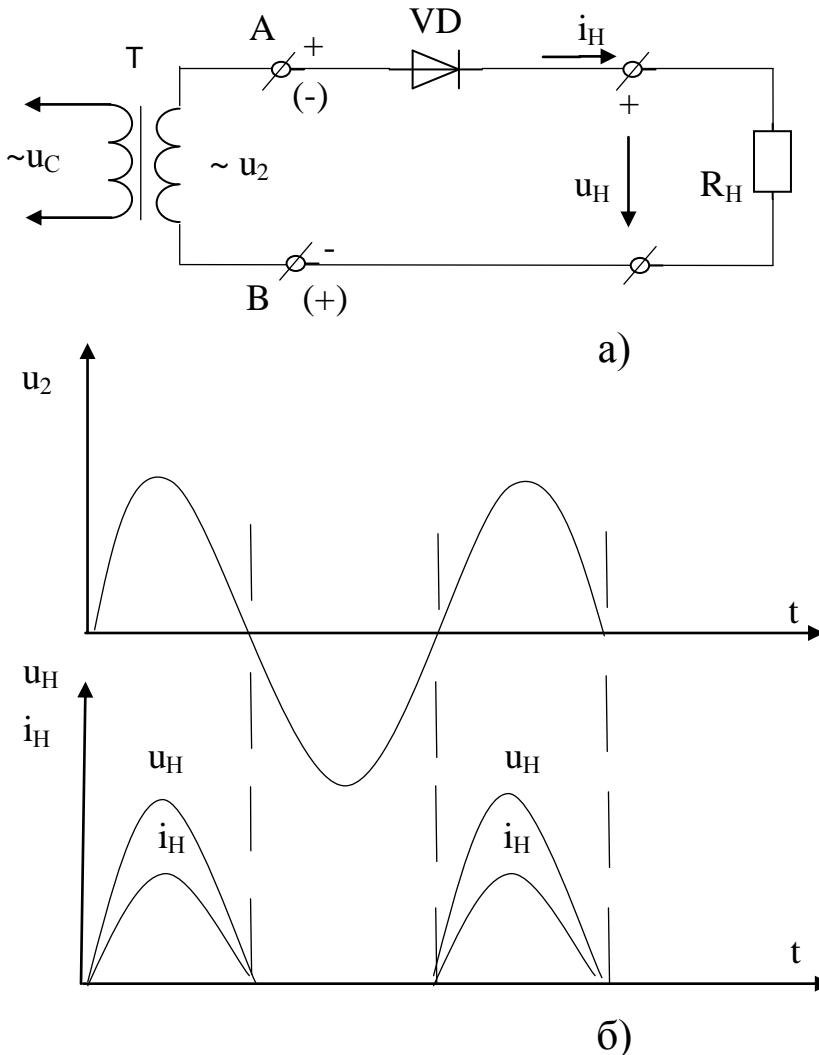 A + VD iH
T (-) +
~uC ~ u2 uH RH
-
B (+)
а)
u2
t
uH
iH
uH uH
iH iH
t
б)